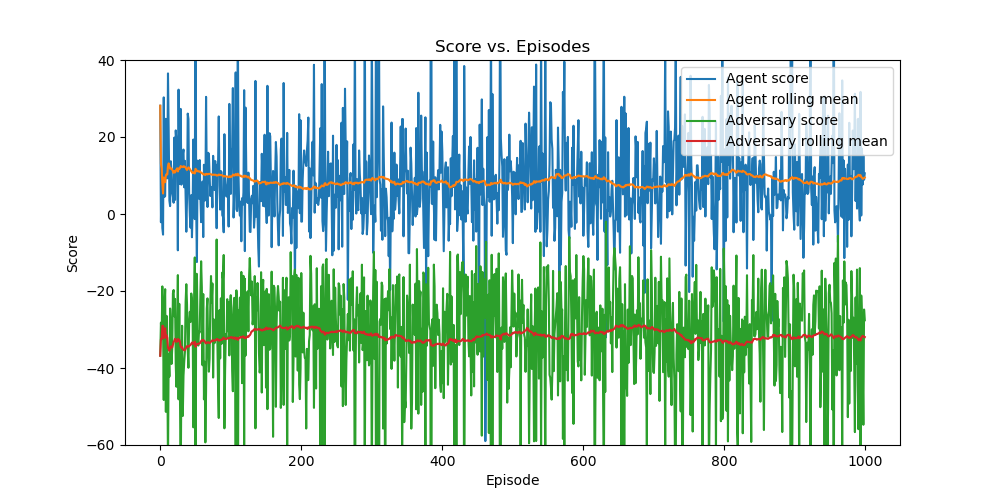 Score vs. Episodes
40
20
0
−20
−40
−60
Score
Agent score
Agent rolling mean
Adversary score
Adversary rolling mean
0
200
400
600
800
1000
Episode